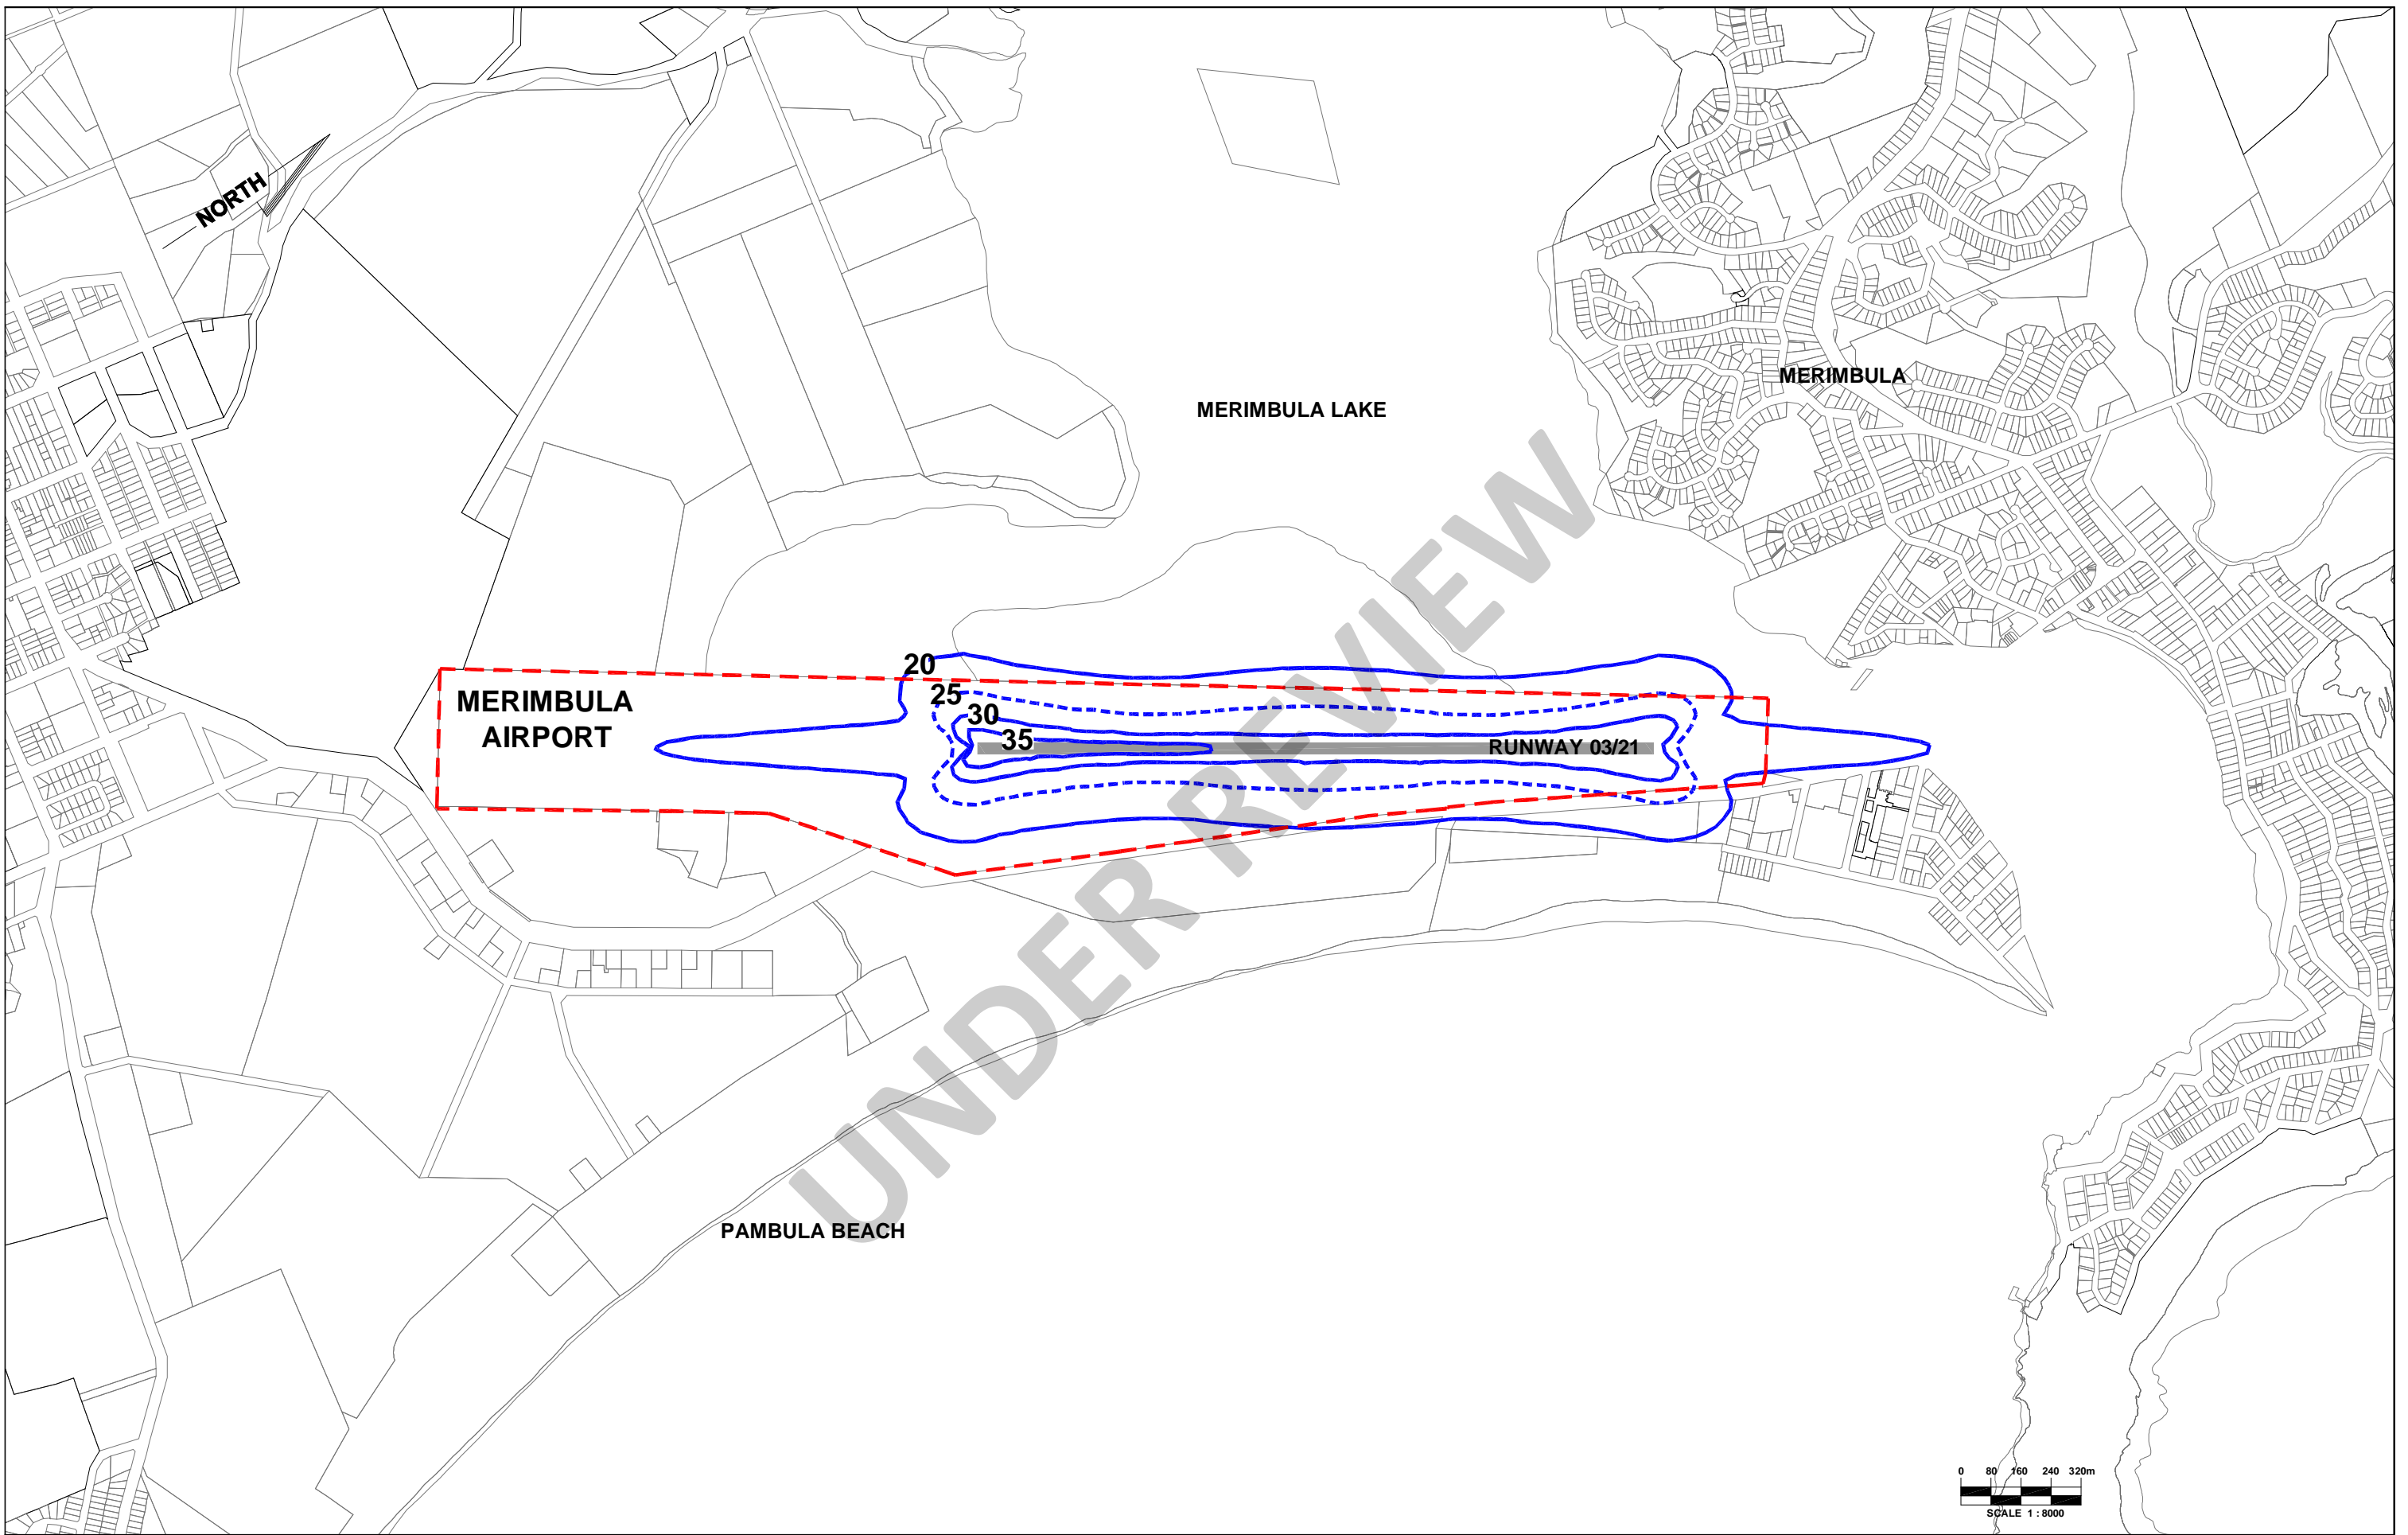 NORTH
MERIMBULA
MERIMBULA LAKE
20
25
30
35
MERIMBULA
AIRPORT
RUNWAY 03/21
UNDER REVIEW
PAMBULA BEACH
0 80 160 240 320m
SCALE 1 : 8000